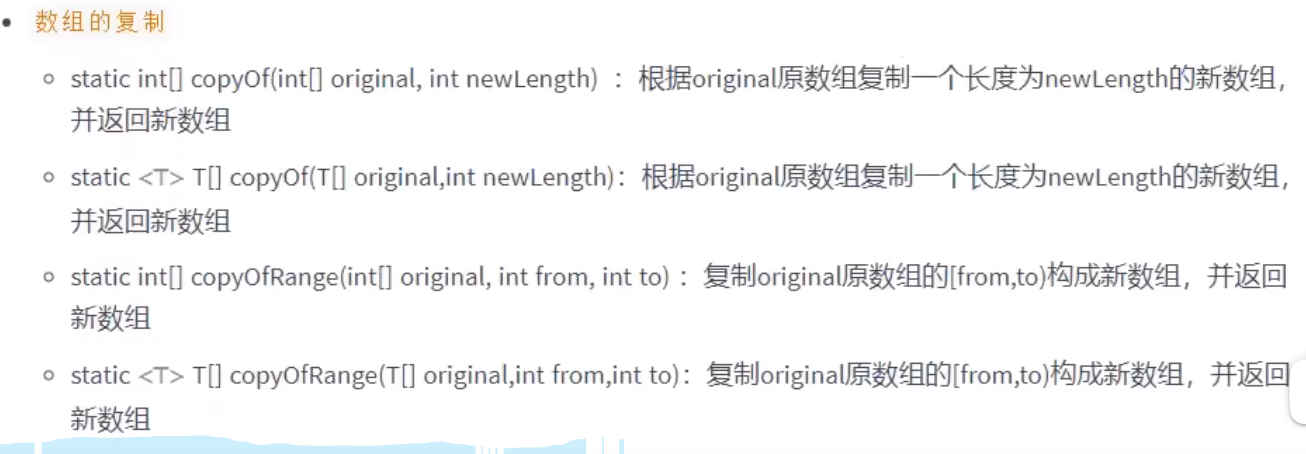 数组的复制
static int[] copyOf(int[] original, int newLength) ：根据original原数组复制一个长度为newLength的新数组，
并返回新数组
static <T> T[] copyOf(T[] original,int newLength)：根据original原数组复制一个长度为newLength的新数组，
并返回新数组
static int[] copyOfRange(int[] original, int from, int to) ：复制original原数组的[from,to)构成新数组，并返回
新数组
static <T> T[] copyOfRange(T[] original,int from,int to)：复制original原数组的[from,to)构成新数组，并返回
新数组